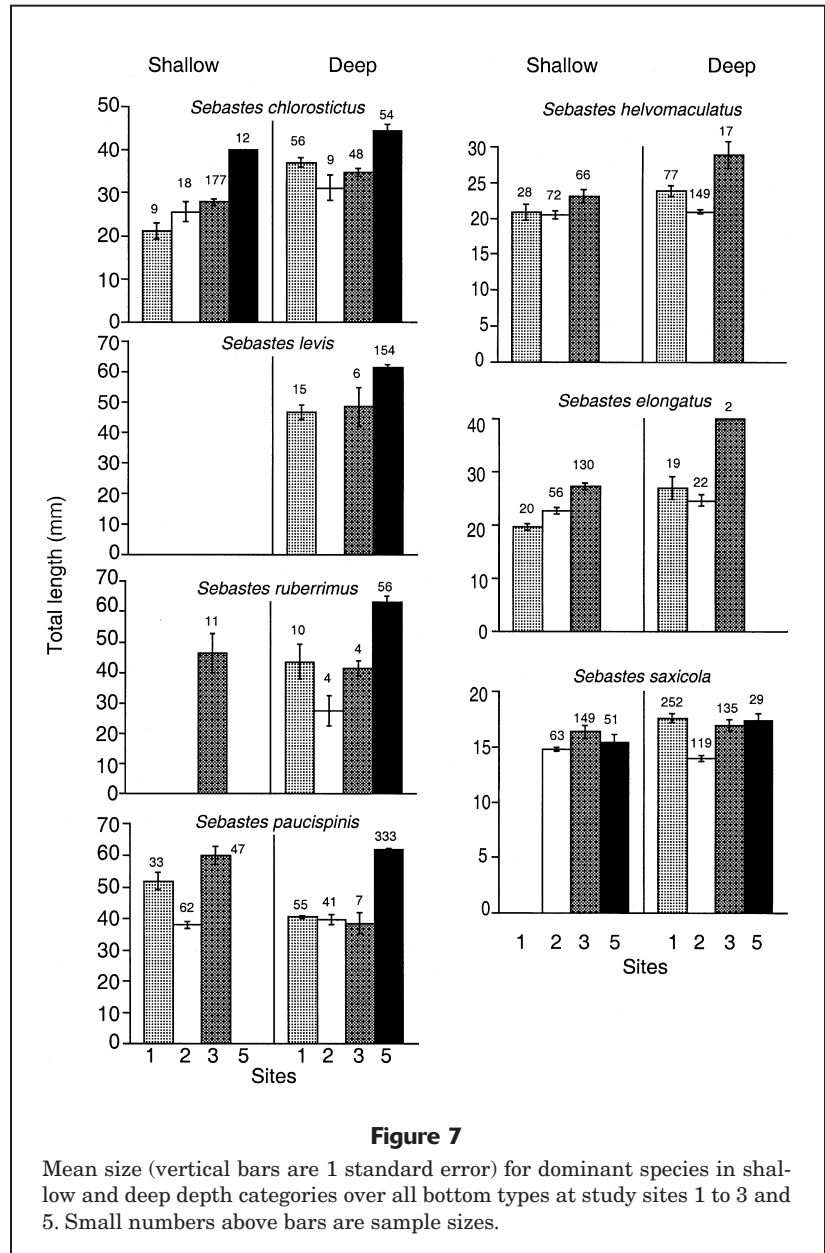 Shallow Deep
Sebastes chlorostictus
50
40
30
20
10
0
9 18 177 12 56 9 48 54
Sebastes levis
70
60
50
40
30
20
10
0
15 6 154
Sebastes ruberrimus
70
60
50
40
30
20
10
0
11 10 4 4 56
Sebastes paucispinis
70
60
50
40
30
20
10
0
33 62 47 55 41 7 333
1 2 3 5 1 2 3 5
Sites
Total length (mm)
Shallow Deep
Sebastes helvomaculatus
30
25
20
15
10
5
0
28 72 66 77 149 17
Sebastes elongatus
40
30
20
10
0
20 56 130 19 22 2
Sebastes saxicola
20
15
10
5
0
63 149 51 252 119 135 29
1 2 3 5 1 2 3 5
Sites
Figure 7
Mean size (vertical bars are 1 standard error) for dominant species in shal-
low and deep depth categories over all bottom types at study sites 1 to 3 and
5. Small numbers above bars are sample sizes.